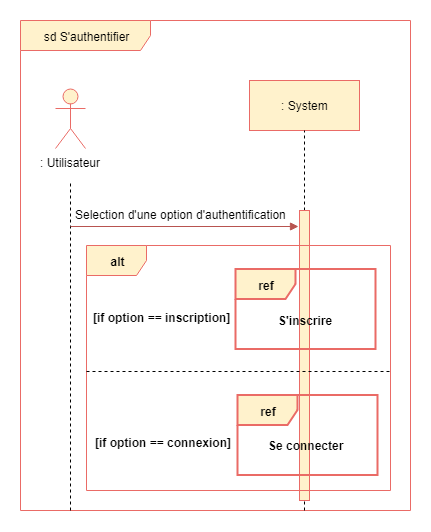 sd S'authentifier
: System
: Utilisateur
Selection d'une option d'authentification
alt
ref
[if option == inscription]
S'inscrire
ref
[if option == connexion]
Se connecter